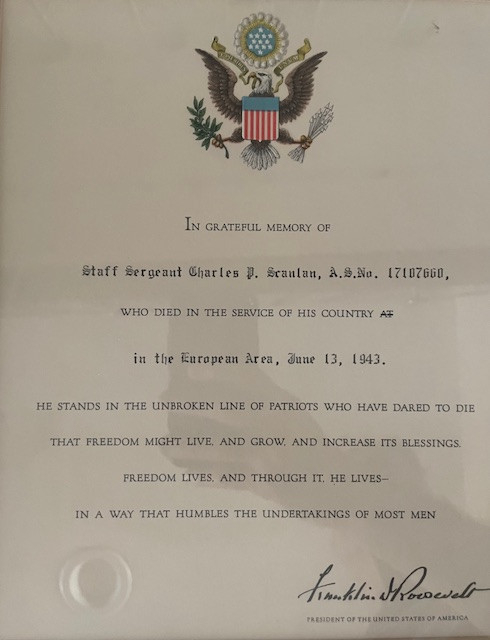 IN GRATEFUL MEMORY OF
Staff Sergeant Charles P. Scanlan, A.S.No. 17107660,
WHO DIED IN THE SERVICE OF HIS COUNTRY AT
in the European Area, June 13, 1943.
HE STANDS IN THE UNBROKEN LINE OF PATRIOTS WHO HAVE DARED TO DIE
THAT FREEDOM MIGHT LIVE, AND GROW, AND INCREASE ITS BLESSINGS.
FREEDOM LIVES, AND THROUGH IT, HE LIVES—
IN A WAY THAT HUMBLES THE UNDERTAKINGS OF MOST MEN
Franklin D Roosevelt
PRESIDENT OF THE UNITED STATES OF AMERICA